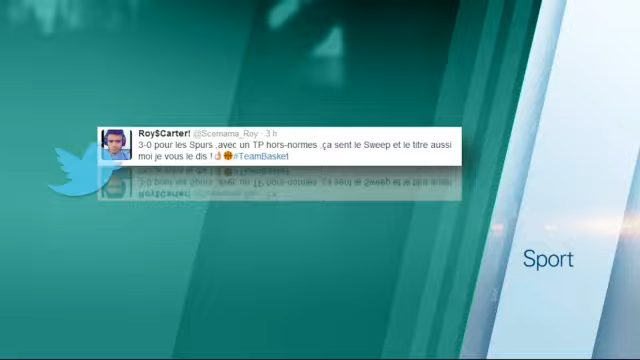 Roy$Carter! @Scemama_Roy · 3 h
3-0 pour les Spurs ,avec un TP hors-normes ,ça sent le Sweep et le titre aussi
moi je vous le dis !👌🏀#TeamBasket
Sport